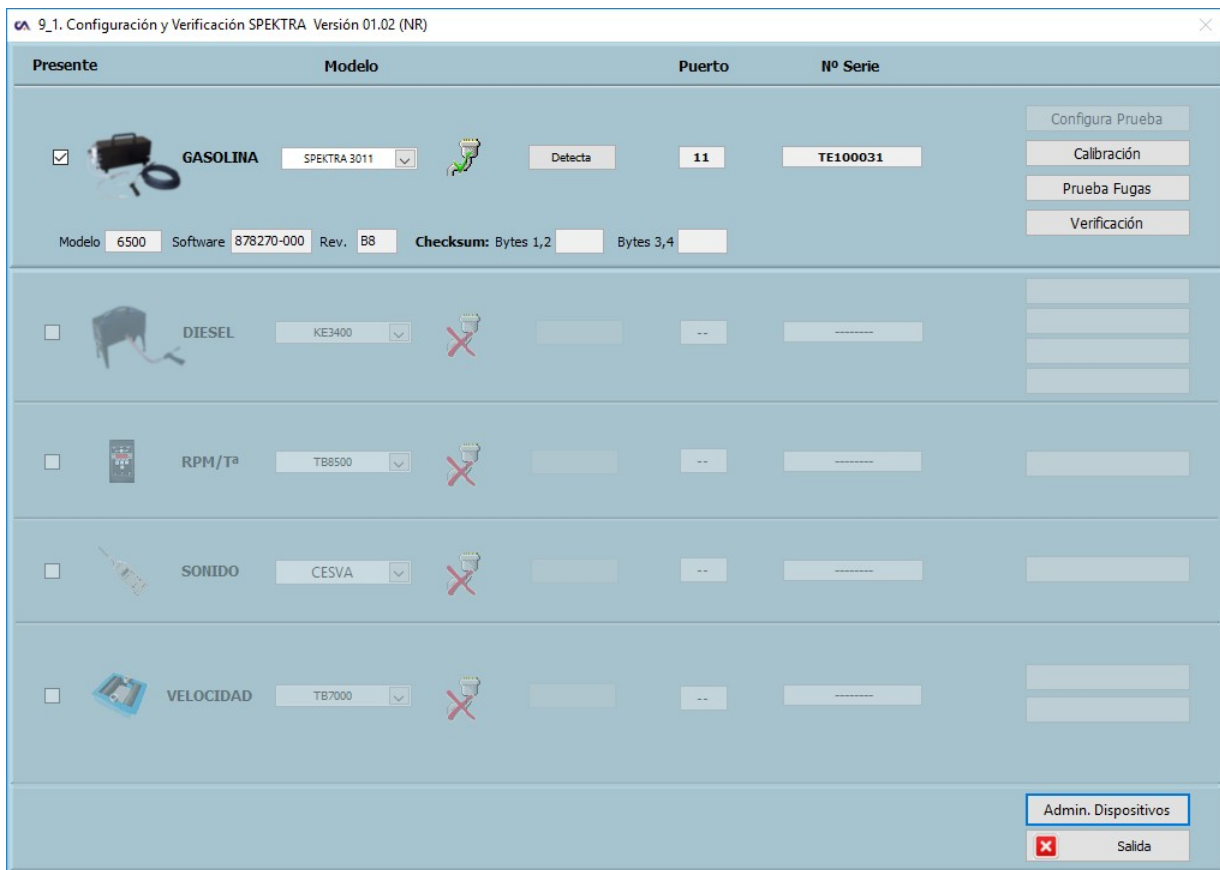 9_1. Configuración y Verificación SPEKTRA Versión 01.02 (NR)
Presente Modelo Puerto Nº Serie
Configura Prueba
GASOLINA SPEKTRA 3011 Detecta 11 TE100031 Calibración
Prueba Fugas
Verificación
Modelo 6500 Software 878270-000 Rev. B8 Checksum: Bytes 1,2 Bytes 3,4
DIESEL KE3400 -- --------
RPM/Tª TB8500 -- --------
SONIDO CESVA -- --------
VELOCIDAD TB7000 -- --------
Admin. Dispositivos
Salida